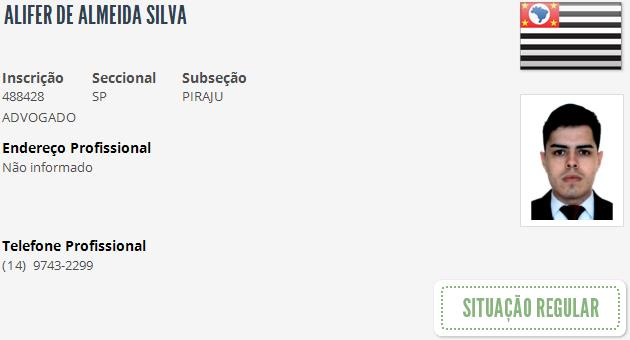 ALIFER DE ALMEIDA SILVA
Inscrição Seccional Subseção
488428 SP PIRAJU
ADVOGADO
Endereço Profissional
Não informado
Telefone Profissional
(14) 9743-2299
SITUAÇÃO REGULAR